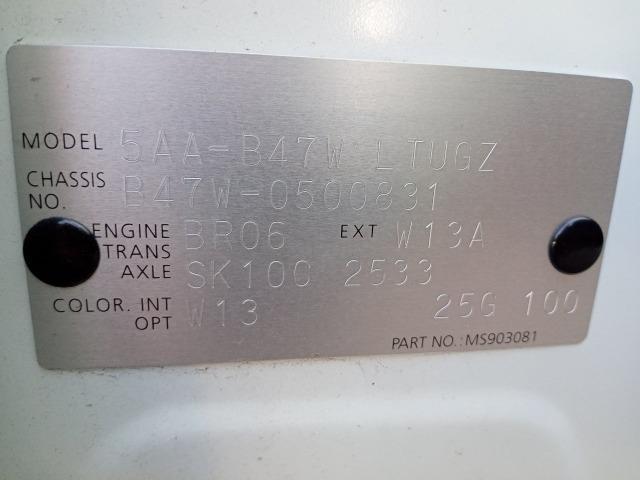 MODEL 5AA-B47W LTUGZ
CHASSIS NO. B47W-0500831
ENGINE BR06 EXT W13A
TRANS AXLE SK100 2533
COLOR. INT OPT W13 25G 100
PART NO.: MS903081